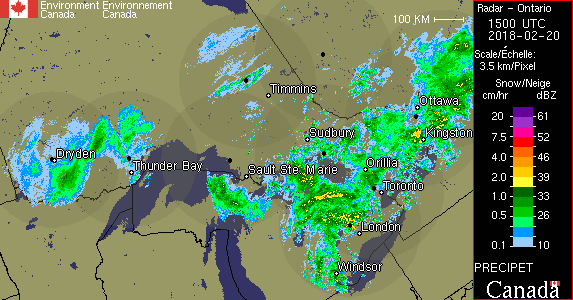 Environment Environnement
Canada Canada
100 KM
Timmins
Ottawa
Sudbury
Kingston
Dryden
Thunder Bay
Sault Ste. Marie
Orillia
Toronto
London
Windsor
Radar - Ontario
1500 UTC
2018-02-20
Scale/Échelle:
3.5 km/Pixel
Snow/Neige
cm/hr dBZ
20 61
7.5 52
4.0 46
2.0 39
1.0 33
0.5 26
0.1 10
PRECIPET
Canada